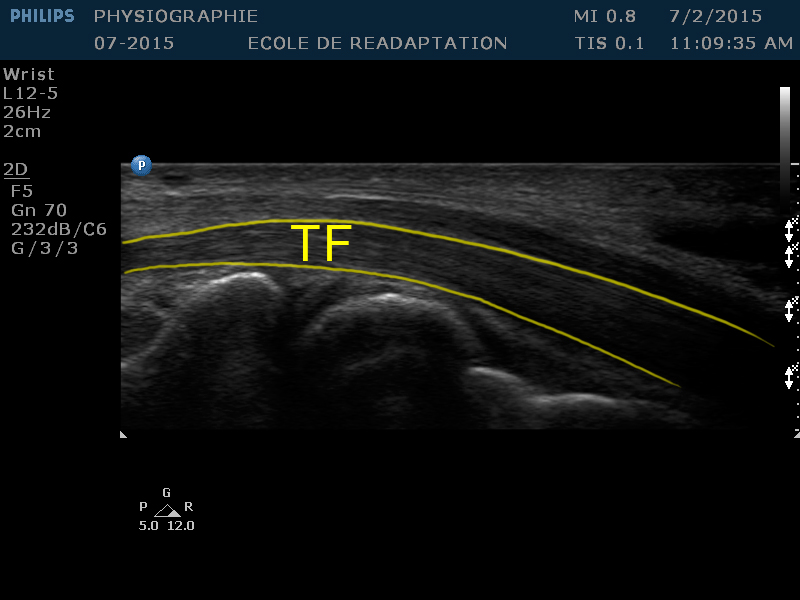 PHILIPS PHYSIOGRAPHIE MI 0.8 7/2/2015
07-2015 ECOLE DE READAPTATION TIS 0.1 11:09:35 AM
Wrist
L12-5
26Hz
2cm
2D
F5
Gn 70
232dB/C6
G/3/3
P
TF
G
P R
5.0 12.0